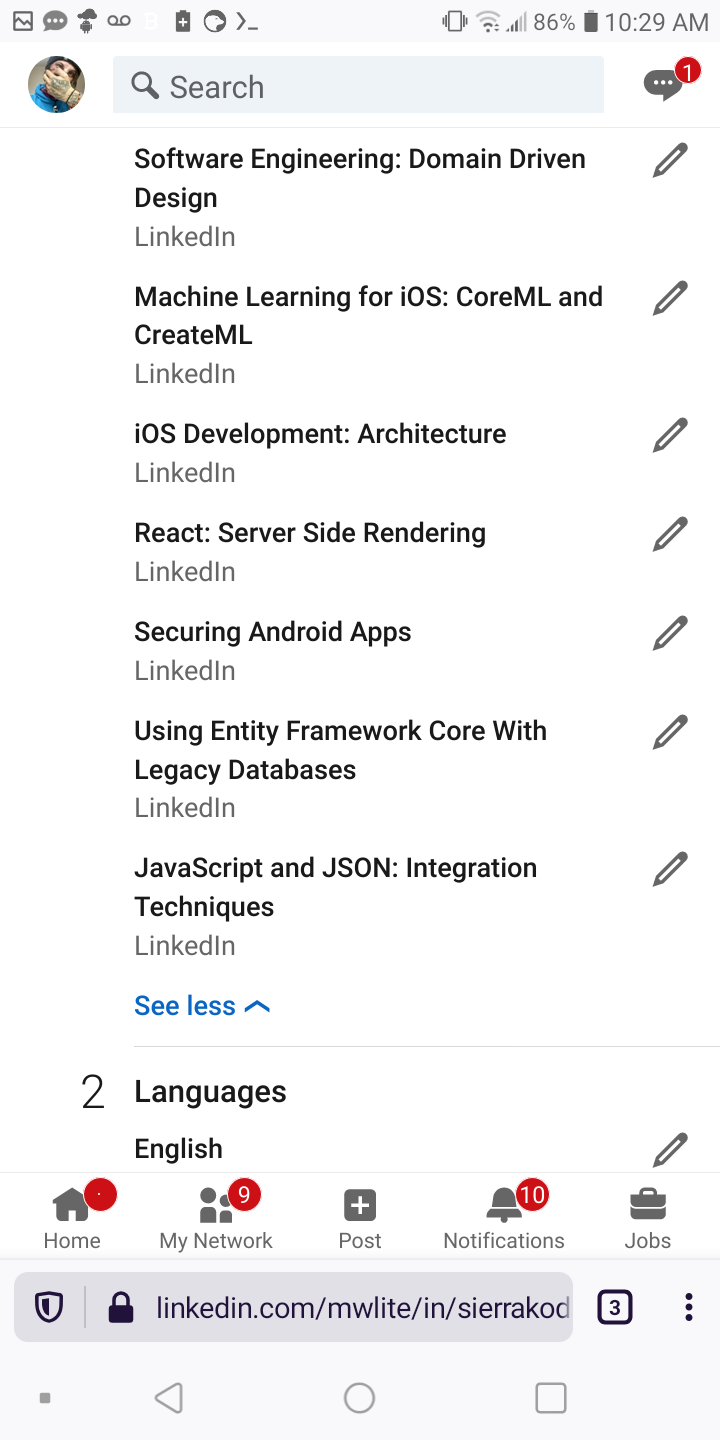 86% 10:29 AM
Search
1
Software Engineering: Domain Driven
Design
LinkedIn
Machine Learning for iOS: CoreML and
CreateML
LinkedIn
iOS Development: Architecture
LinkedIn
React: Server Side Rendering
LinkedIn
Securing Android Apps
LinkedIn
Using Entity Framework Core With
Legacy Databases
LinkedIn
JavaScript and JSON: Integration
Techniques
LinkedIn
See less
2 Languages
English
9
10
Home My Network Post Notifications Jobs
linkedin.com/mwlite/in/sierrakod
3